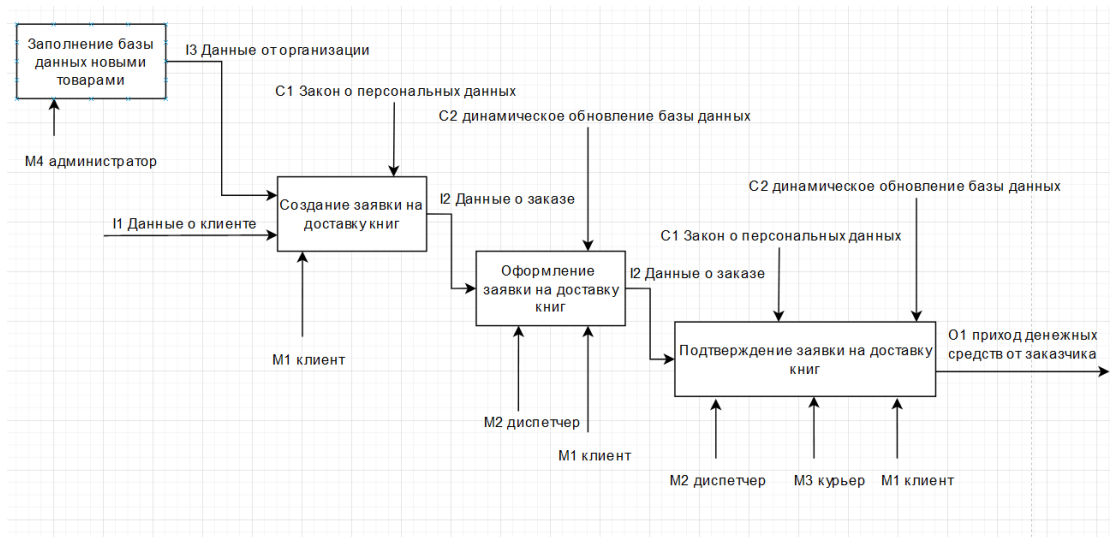 Заполнение базы
данных новыми
товарами
I3 Данные от организации
C1 Закон о персональных данных
C2 динамическое обновление базы данных
M4 администратор
Создание заявки на
доставку книг
I2 Данные о заказе
C2 динамическое обновление базы данных
I1 Данные о клиенте
C1 Закон о персональных данных
Оформление
заявки на доставку
книг
I2 Данные о заказе
O1 приход денежных
средств от заказчика
M1 клиент
Подтверждение заявки на доставку
книг
M2 диспетчер
M1 клиент
M2 диспетчер
M3 курьер
M1 клиент